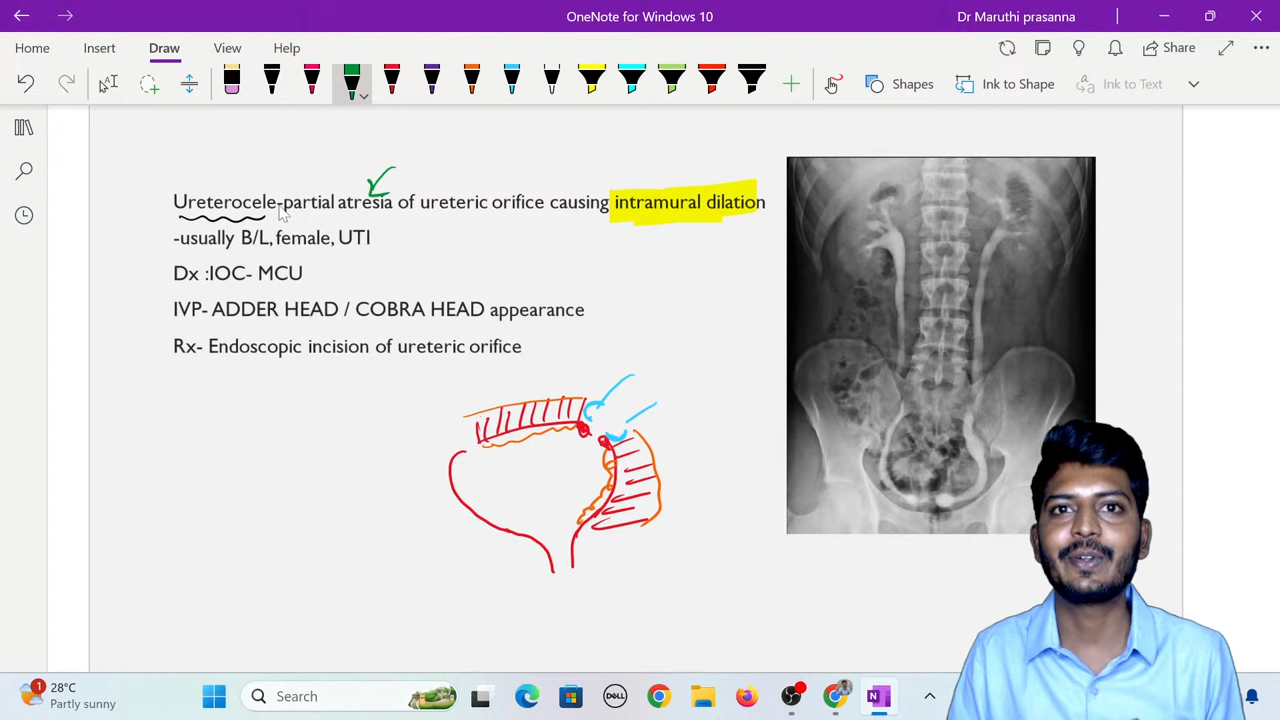 OneNote for Windows 10
Dr Maruthi prasanna
Home Insert Draw View Help
Share
Shapes Ink to Shape Ink to Text
Ureterocele-partial atresia of ureteric orifice causing intramural dilation
-usually B/L, female, UTI
Dx :IOC- MCU
IVP- ADDER HEAD / COBRA HEAD appearance
Rx- Endoscopic incision of ureteric orifice
1
28°C
Partly sunny
Search
DELL